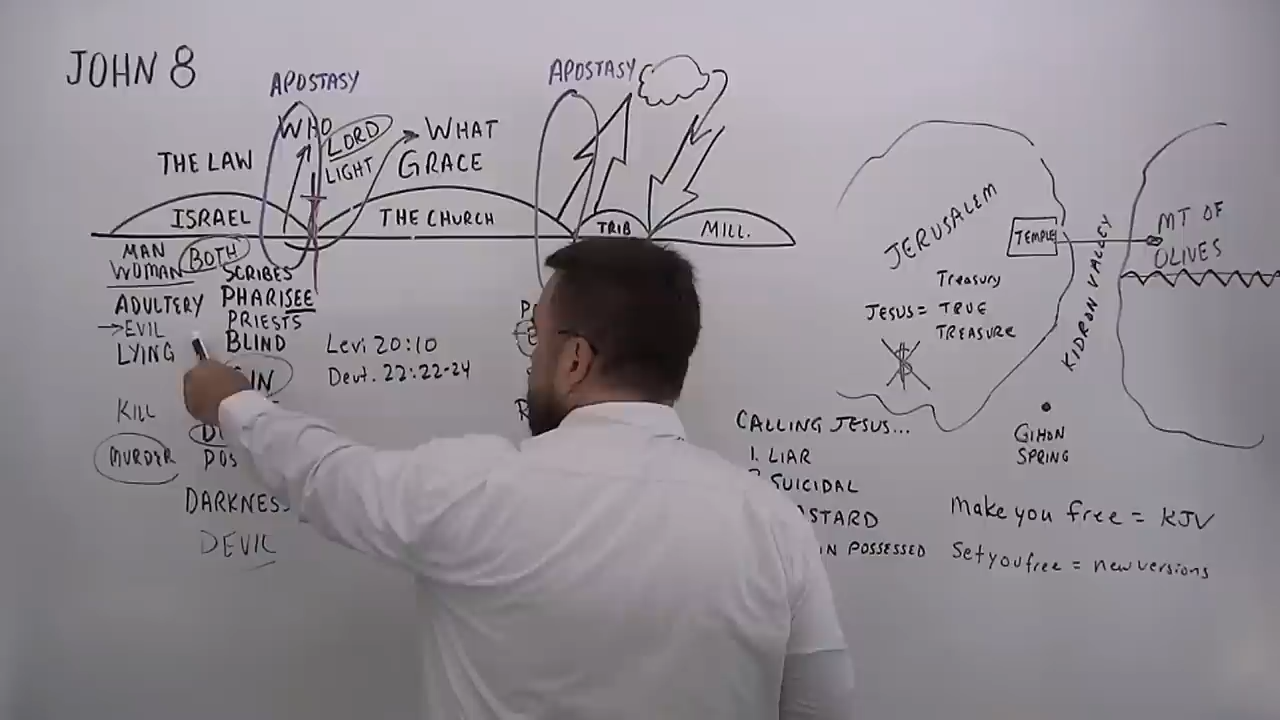 JOHN 8
APOSTASY
WHO
LORD
LIGHT
WHAT
GRACE
THE LAW
ISRAEL
THE CHURCH
APOSTASY
TRIB
MILL.
MAN
WOMAN
BOTH
ADULTERY
EVIL
LYING
KILL
MURDER
SCRIBES
PHARISEE
PRIESTS
BLIND
DARKNESS
DEVIL
Levi 20:10
Deut. 22:22-24
CALLING JESUS...
1. LIAR
SUICIDAL
POSSESSED
JERUSALEM
TEMPLE
Treasury
JESUS = TRUE
TREASURE
$
KIDRON VALLEY
MT OF
OLIVES
GIHON
SPRING
Make you free = KJV
Set you free = new versions